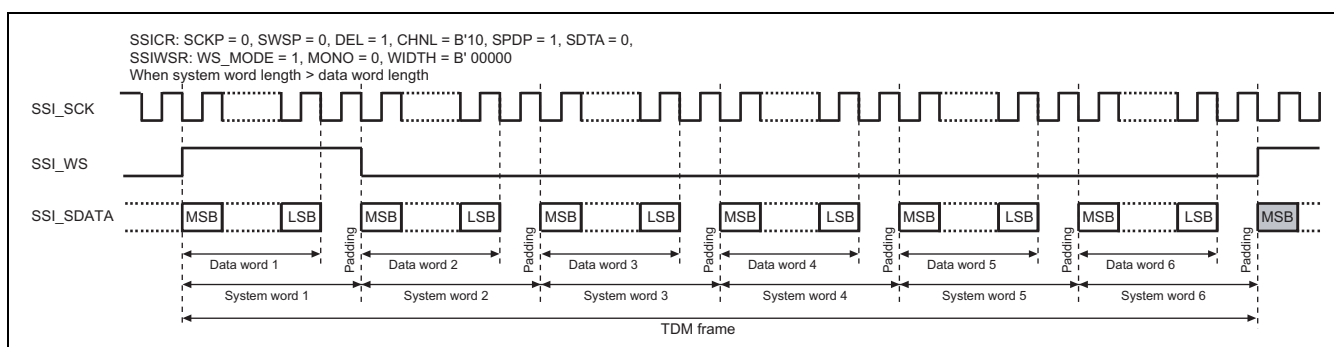 SSICR: SCKP = 0, SWSP = 0, DEL = 1, CHNL = B'10, SPDP = 1, SDTA = 0,
SSIWSR: WS_MODE = 1, MONO = 0, WIDTH = B' 00000
When system word length > data word length
SSI_SCK
SSI_WS
SSI_SDATA MSB LSB MSB LSB MSB LSB MSB LSB MSB LSB MSB LSB MSB
Padding Padding Padding Padding Padding Padding
Data word 1 Data word 2 Data word 3 Data word 4 Data word 5 Data word 6
System word 1 System word 2 System word 3 System word 4 System word 5 System word 6
TDM frame